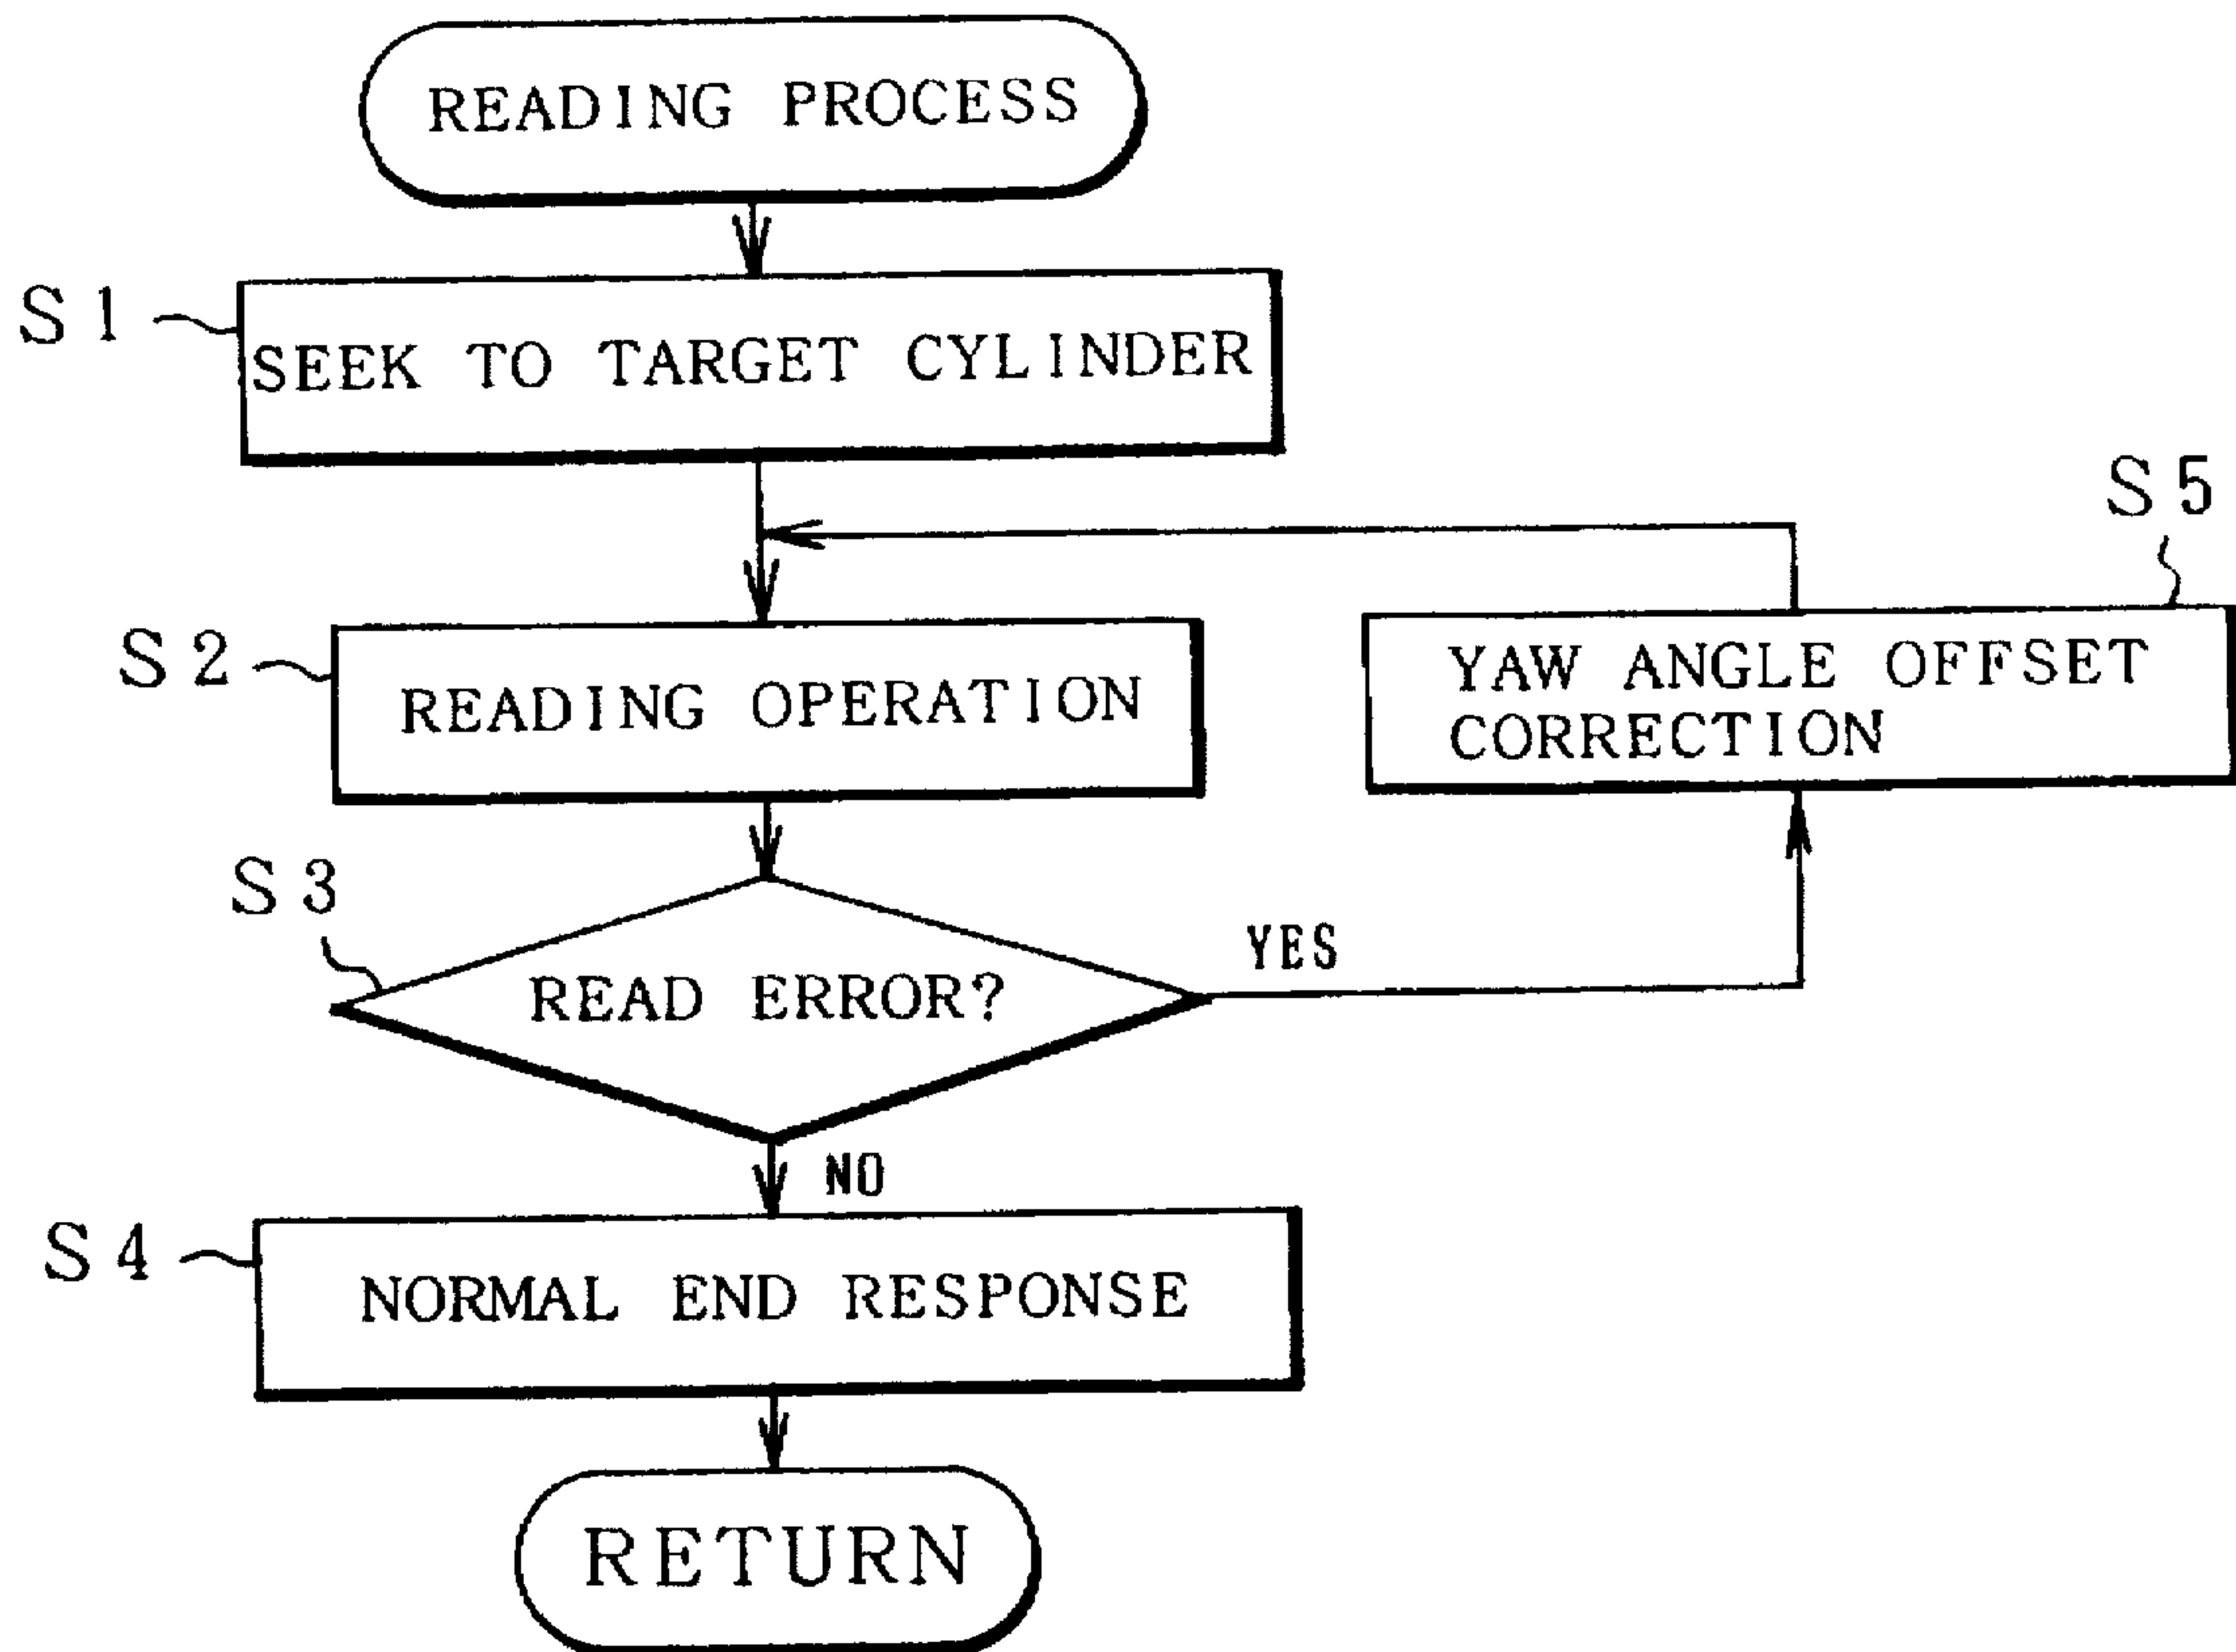 READING PROCESS
S1
SEEK TO TARGET CYLINDER
S5
S2
READING OPERATION
YAW ANGLE OFFSET
CORRECTION
S3
READ ERROR?
YES
NO
S4
NORMAL END RESPONSE
RETURN